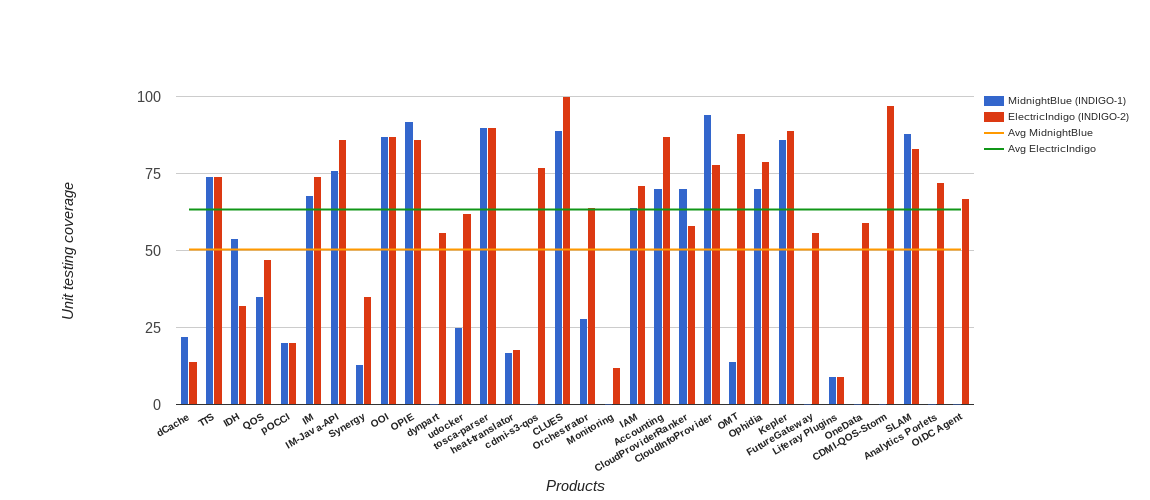 100
75
50
25
0
Unit testing coverage
dCache
TTS
IDH
QOS
pOCCI
IM
IM-Java-API
Synergy
OOI
OPIE
dynpart
udocker
tosca-parser
heat-translator
cdmi-s3-qos
CLUES
Orchestrator
Monitoring
IAM
Accounting
CloudProviderRanker
CloudInfoProvider
OMT
Ophidia
Kepler
FutureGateway
Liferay Plugins
OneData
CDMI-QOS-Storm
SLAM
Analytics Porlets
OIDC Agent
Products
MidnightBlue (INDIGO-1)
ElectricIndigo (INDIGO-2)
Avg MidnightBlue
Avg ElectricIndigo